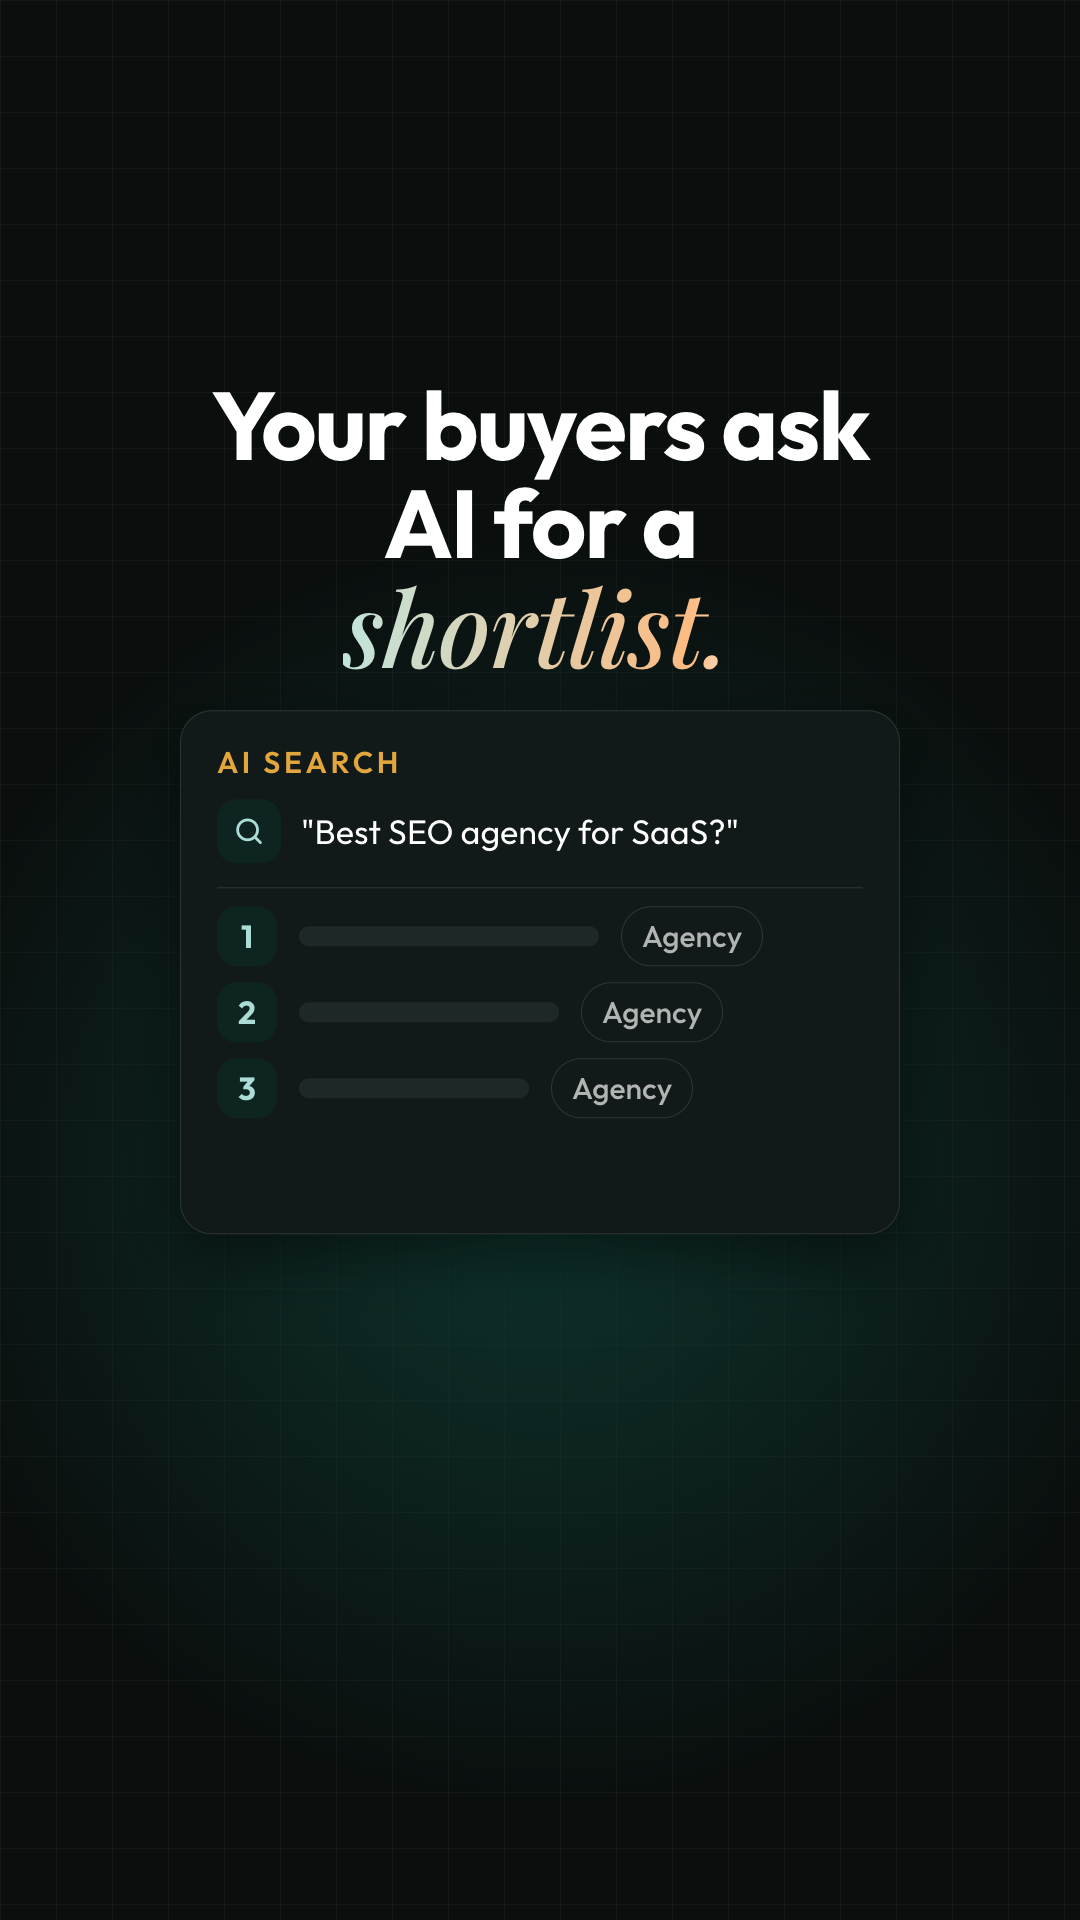 Your buyers ask
AI for a
shortlist.
AI SEARCH
"Best SEO agency for SaaS?"
1 Agency
2 Agency
3 Agency